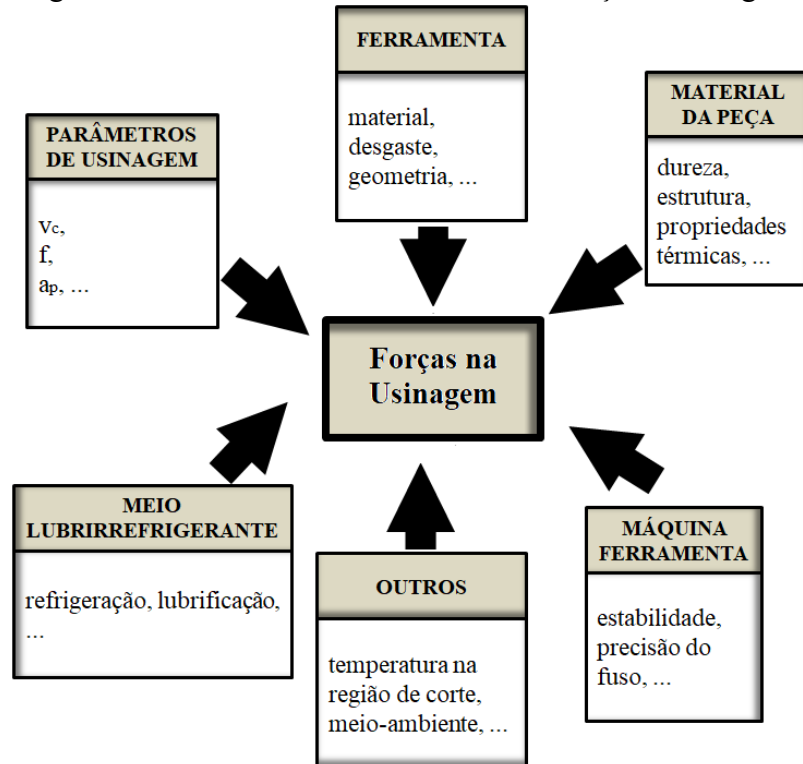 FERRAMENTA
material,
desgaste,
geometria, ...
MATERIAL
DA PEÇA
dureza,
estrutura,
propriedades
térmicas, ...
PARÂMETROS
DE USINAGEM
vc,
f,
ap, ...
Forças na
Usinagem
MEIO
LUBRIRREFRIGERANTE
refrigeração, lubrificação,
...
OUTROS
temperatura na
região de corte,
meio-ambiente, ...
MÁQUINA
FERRAMENTA
estabilidade,
precisão do
fuso, ...